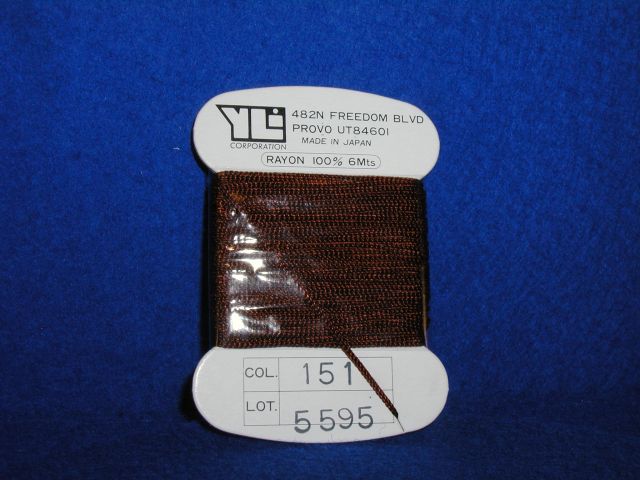 YLI
482N FREEDOM BLVD
PROVO UT84601
CORPORATION
MADE IN JAPAN
RAYON 100% 6Mts
COL. 151
LOT. 5595